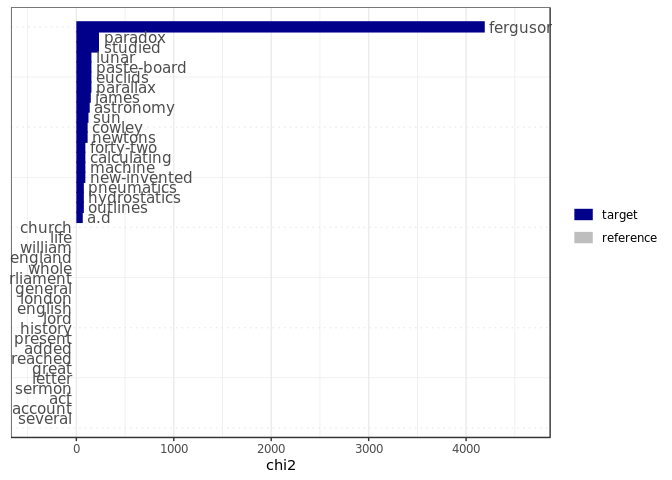 ferguson
paradox
studied
lunar
paste-board
euclids
parallax
james
astronomy
sun
cowley
newtons
forty-two
calculating
machine
new-invented
pneumatics
hydrostatics
outlines
a.d
church
life
william
england
whole
rliament
general
london
english
lord
history
present
added
reached
great
letter
sermon
act
account
several
0 1000 2000 3000 4000
chi2
target
reference